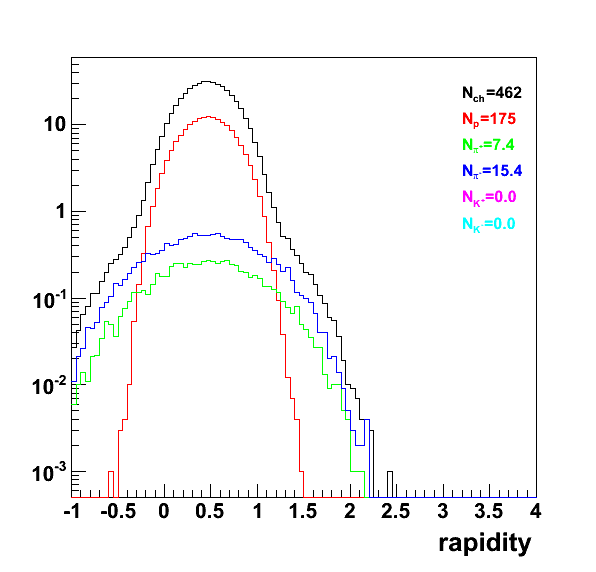 N_ch=462
N_p=175
N_π⁺=7.4
N_π⁻=15.4
N_K⁺=0.0
N_K⁻=0.0
10
1
10⁻¹
10⁻²
10⁻³
-1 -0.5 0 0.5 1 1.5 2 2.5 3 3.5 4
rapidity